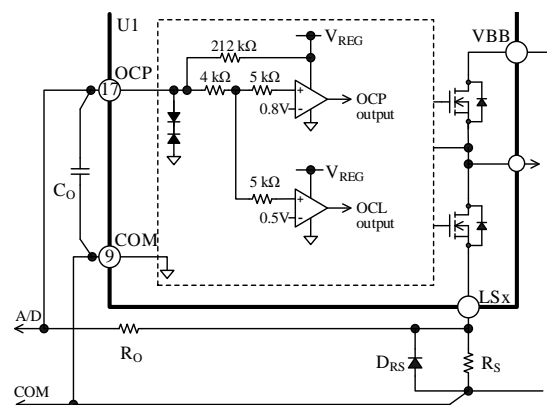 U1
VBB
VREG
212 kΩ
OCP
17
4 kΩ
5 kΩ
+
0.8V
−
OCP
output
CO
5 kΩ
VREG
+
0.5V
−
OCL
output
COM
9
LSx
A/D
RO
DRS
RS
COM